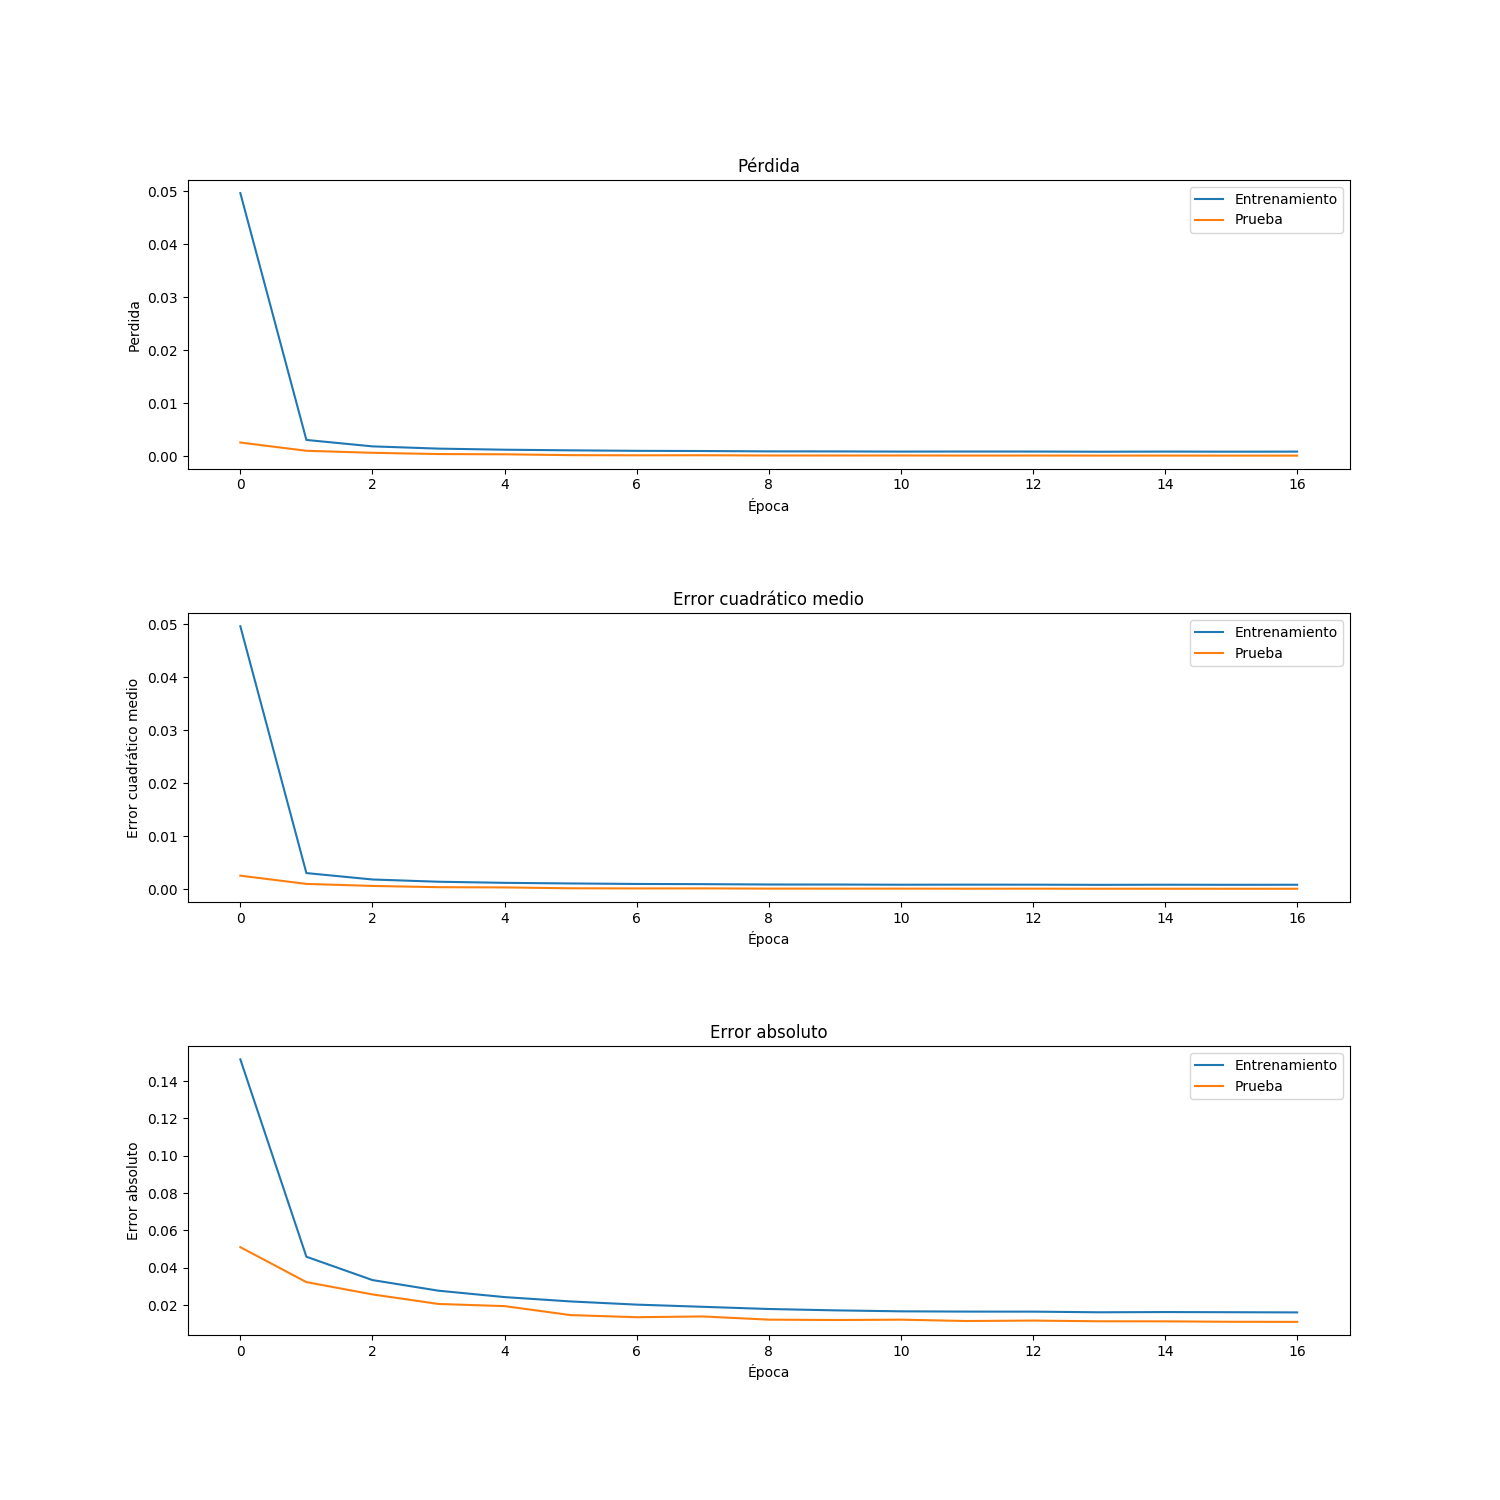 Pérdida
0.05
0.04
0.03
0.02
0.01
0.00
Perdida
Entrenamiento
Prueba
0 2 4 6 8 10 12 14 16
Época
Error cuadrático medio
0.05
0.04
0.03
0.02
0.01
0.00
Error cuadrático medio
Entrenamiento
Prueba
0 2 4 6 8 10 12 14 16
Época
Error absoluto
0.14
0.12
0.10
0.08
0.06
0.04
0.02
Error absoluto
Entrenamiento
Prueba
0 2 4 6 8 10 12 14 16
Época